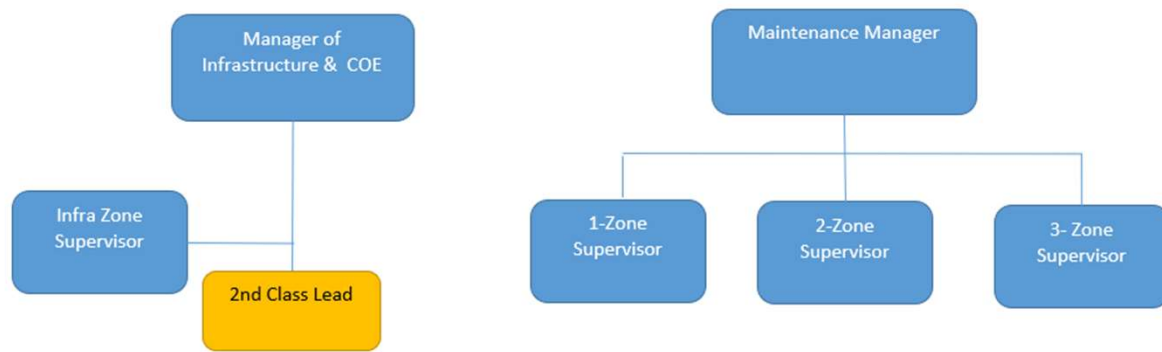 Manager of
Infrastructure & COE
Maintenance Manager
Infra Zone
Supervisor
2nd Class Lead
1-Zone
Supervisor
2-Zone
Supervisor
3- Zone
Supervisor